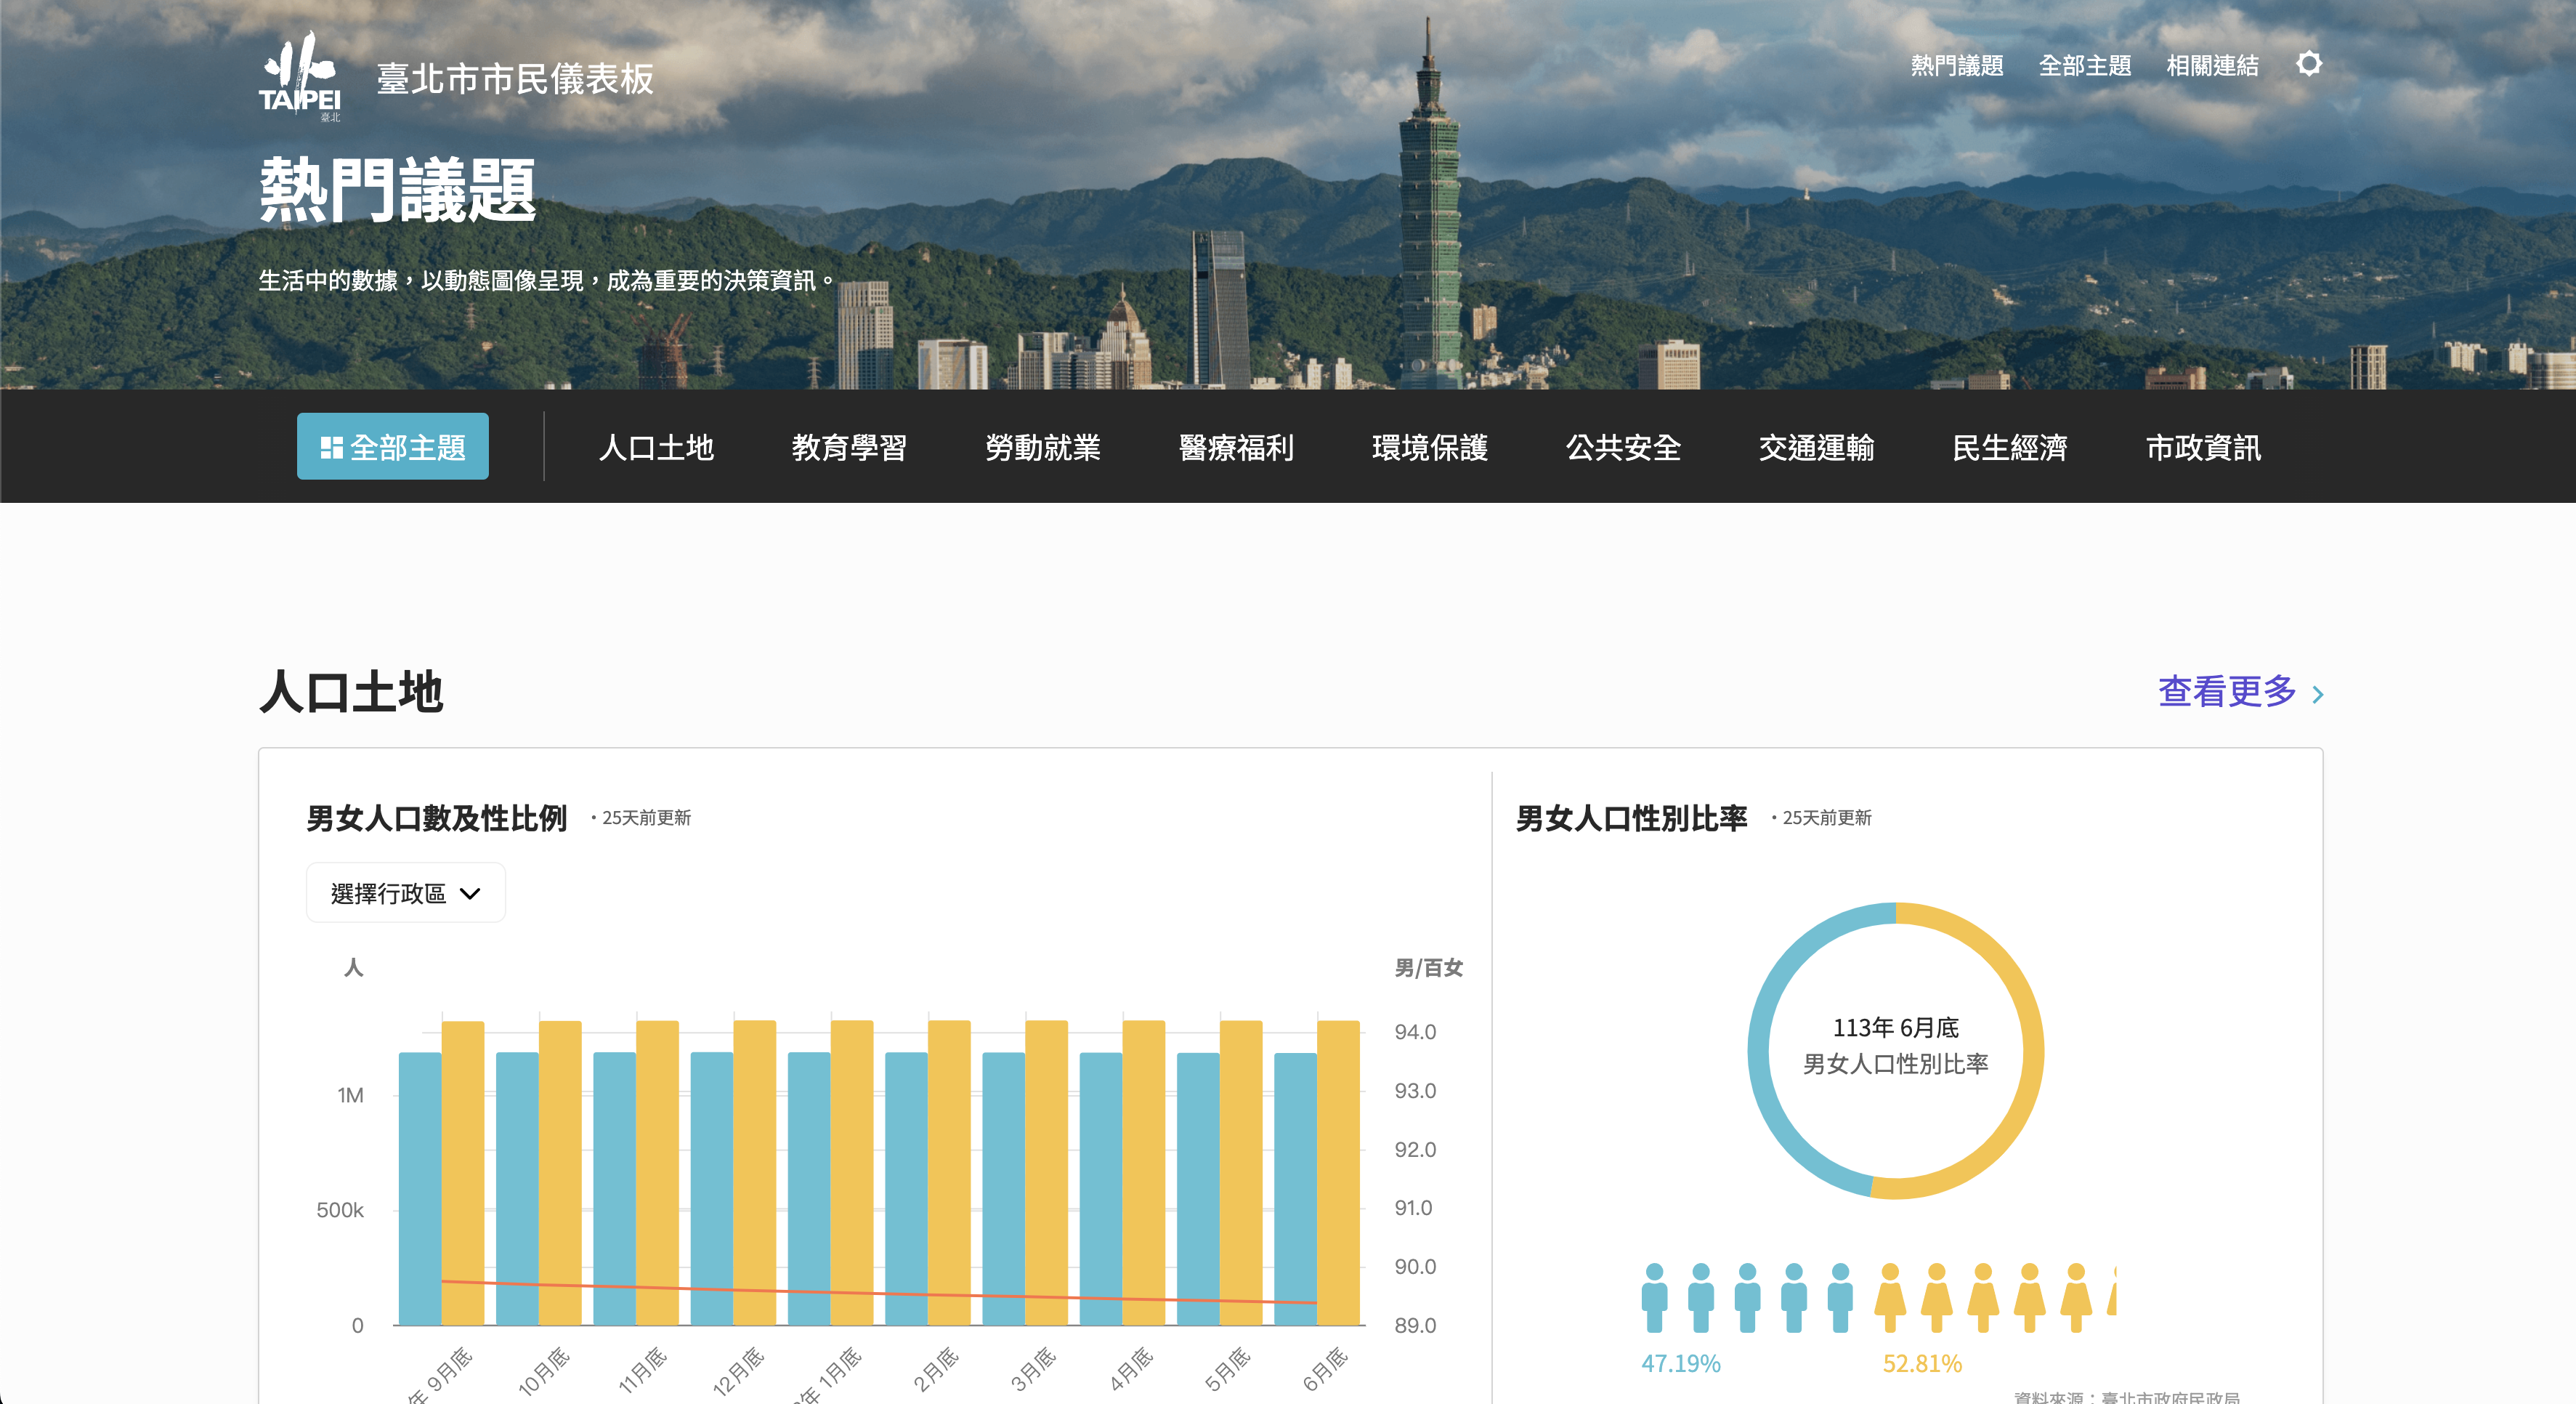 TAIPEI
臺北
臺北市市民儀表板
熱門議題
全部主題
相關連結
熱門議題
生活中的數據，以動態圖像呈現，成為重要的決策資訊。
全部主題
人口土地
教育學習
勞動就業
醫療福利
環境保護
公共安全
交通運輸
民生經濟
市政資訊
人口土地
查看更多
男女人口數及性比例
・25天前更新
選擇行政區
人
男/百女
1M
500k
0
94.0
93.0
92.0
91.0
90.0
89.0
年 9月底
10月底
11月底
12月底
年 1月底
2月底
3月底
4月底
5月底
6月底
男女人口性別比率
・25天前更新
113年 6月底
男女人口性別比率
47.19%
52.81%
資料來源：臺北市政府民政局